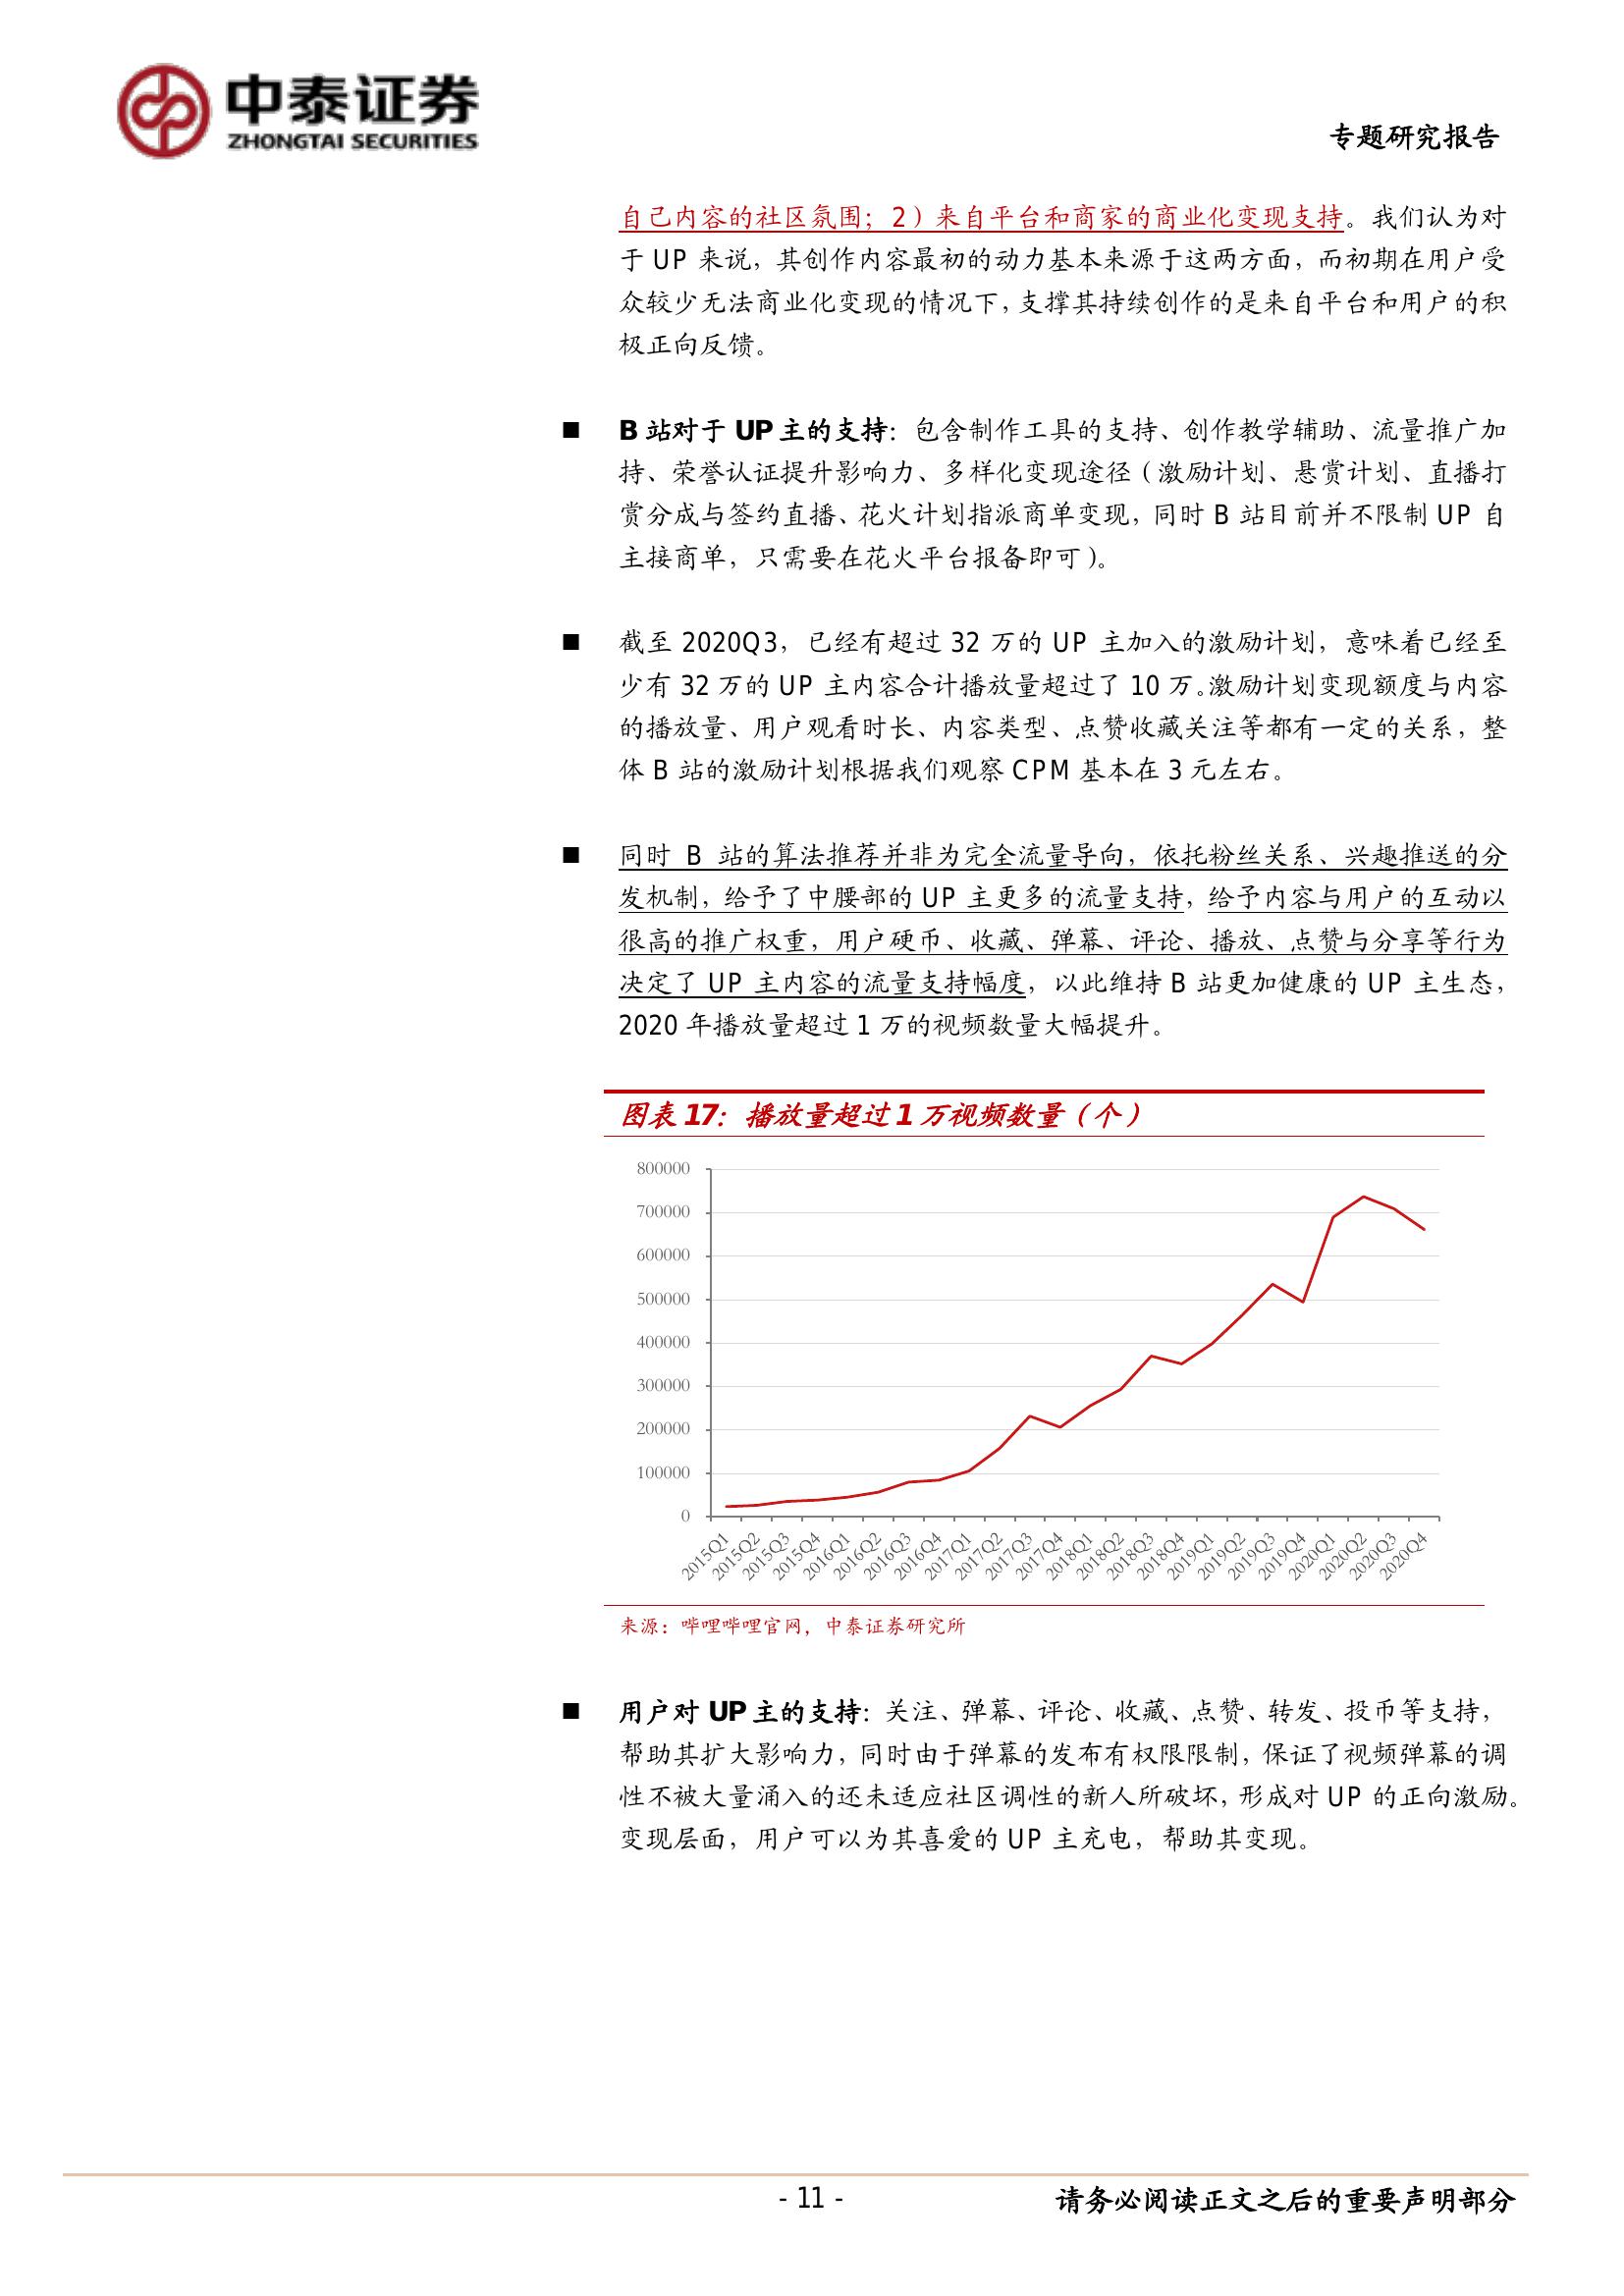 中泰证券
ZHONGTAI SECURITIES
专题研究报告
自己内容的社区氛围；2）来自平台和商家的商业化变现支持。我们认为对
于 UP 来说，其创作内容最初的动力基本来源于这两方面，而初期在用户受
众较少无法商业化变现的情况下，支撑其持续创作的是来自平台和用户的积
极正向反馈。
■ B 站对于 UP 主的支持：包含制作工具的支持、创作教学辅助、流量推广加
持、荣誉认证提升影响力、多样化变现途径（激励计划、悬赏计划、直播打
赏分成与签约直播、花火计划指派商单变现，同时 B 站目前并不限制 UP 自
主接商单，只需要在花火平台报备即可）。
■ 截至 2020Q3，已经有超过 32 万的 UP 主加入的激励计划，意味着已经至
少有 32 万的 UP 主内容合计播放量超过了 10 万。激励计划变现额度与内容
的播放量、用户观看时长、内容类型、点赞收藏关注等都有一定的关系，整
体 B 站的激励计划根据我们观察 CPM 基本在 3 元左右。
■ 同时 B 站的算法推荐并非为完全流量导向，依托粉丝关系、兴趣推送的分
发机制，给予了中腰部的 UP 主更多的流量支持，给予内容与用户的互动以
很高的推广权重，用户硬币、收藏、弹幕、评论、播放、点赞与分享等行为
决定了 UP 主内容的流量支持幅度，以此维持 B 站更加健康的 UP 主生态，
2020 年播放量超过 1 万的视频数量大幅提升。
图表 17：播放量超过 1 万视频数量（个）
800000
700000
600000
500000
400000
300000
200000
100000
0
2015Q1
2015Q2
2015Q3
2015Q4
2016Q1
2016Q2
2016Q3
2016Q4
2017Q1
2017Q2
2017Q3
2017Q4
2018Q1
2018Q2
2018Q3
2018Q4
2019Q1
2019Q2
2019Q3
2019Q4
2020Q1
2020Q2
2020Q3
2020Q4
来源：哔哩哔哩官网，中泰证券研究所
■ 用户对 UP 主的支持：关注、弹幕、评论、收藏、点赞、转发、投币等支持，
帮助其扩大影响力，同时由于弹幕的发布有权限限制，保证了视频弹幕的调
性不被大量涌入的还未适应社区调性的新人所破坏，形成对 UP 的正向激励。
变现层面，用户可以为其喜爱的 UP 主充电，帮助其变现。
- 11 -
请务必阅读正文之后的重要声明部分